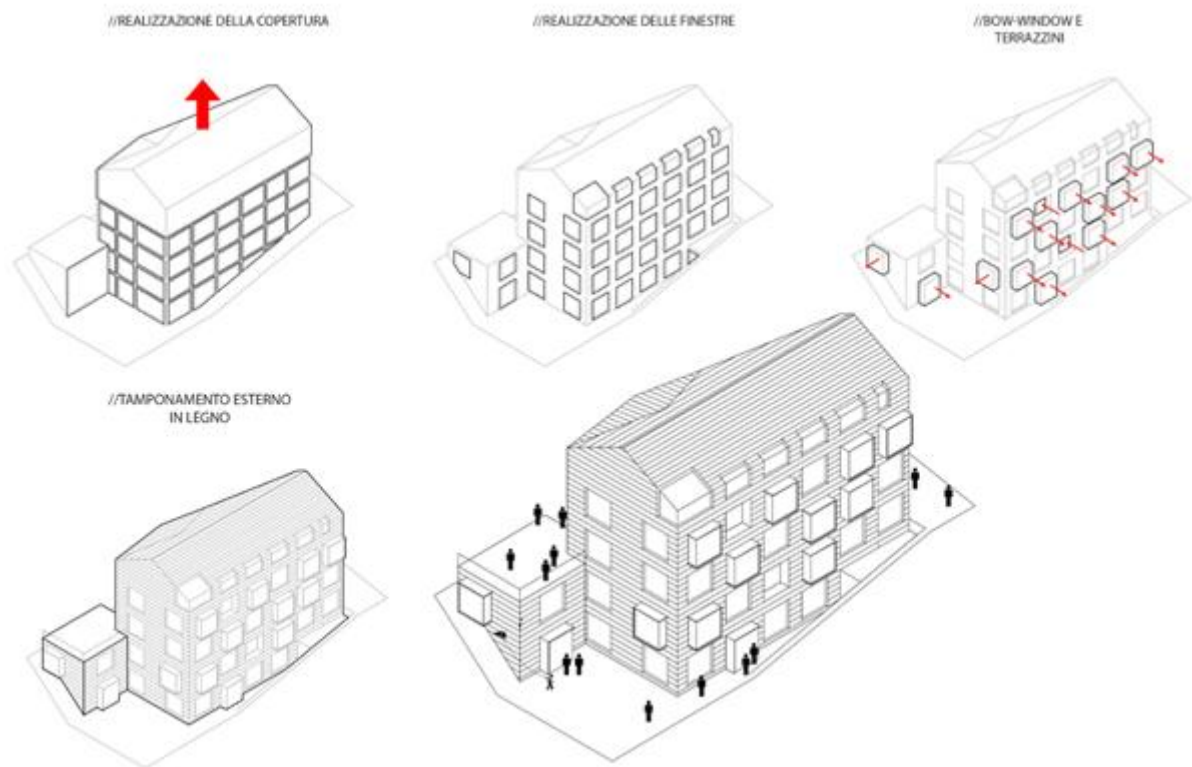 //REALIZZAZIONE DELLA COPERTURA
//REALIZZAZIONE DELLE FINESTRE
//BOW-WINDOW E
TERRAZZINI
//TAMPONAMENTO ESTERNO
IN LEGNO